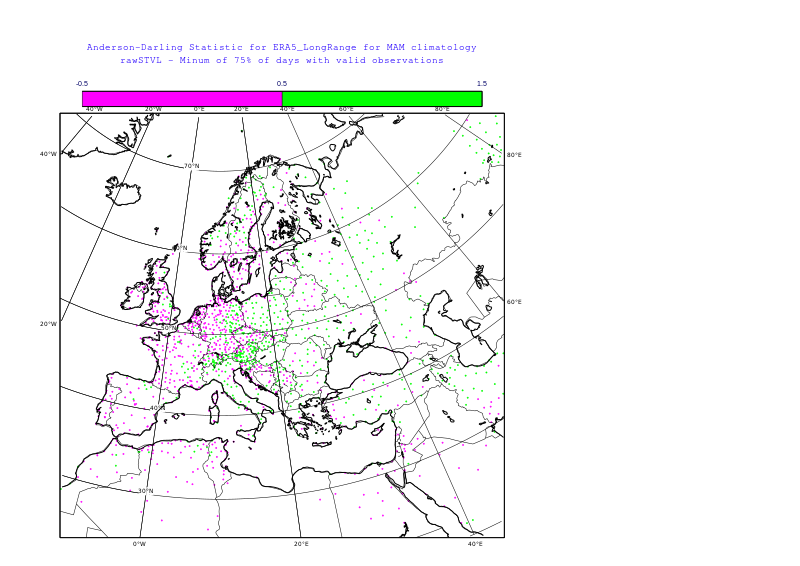 Anderson-Darling Statistic for ERA5_LongRange for MAM climatology
rawSTVL - Minum of 75% of days with valid observations
-0.5 0.5 1.5
40°W 20°W 0°E 20°E 40°E 60°E 80°E
40°W 70°N 80°E
60°N
60°E
20°W 50°N
40°N
30°N
0°W 20°E 40°E